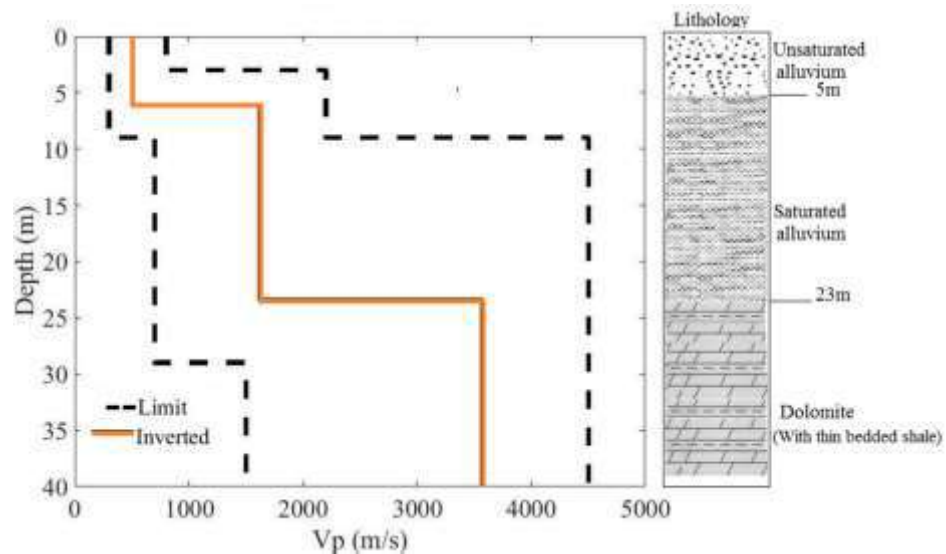 Lithology
0
5
10
15
20
25
30
35
40
Depth (m)
Limit
Inverted
0
1000
2000
3000
4000
5000
Vp (m/s)
Unsaturated
alluvium
5m
Saturated
alluvium
23m
Dolomite
(With thin bedded shale)